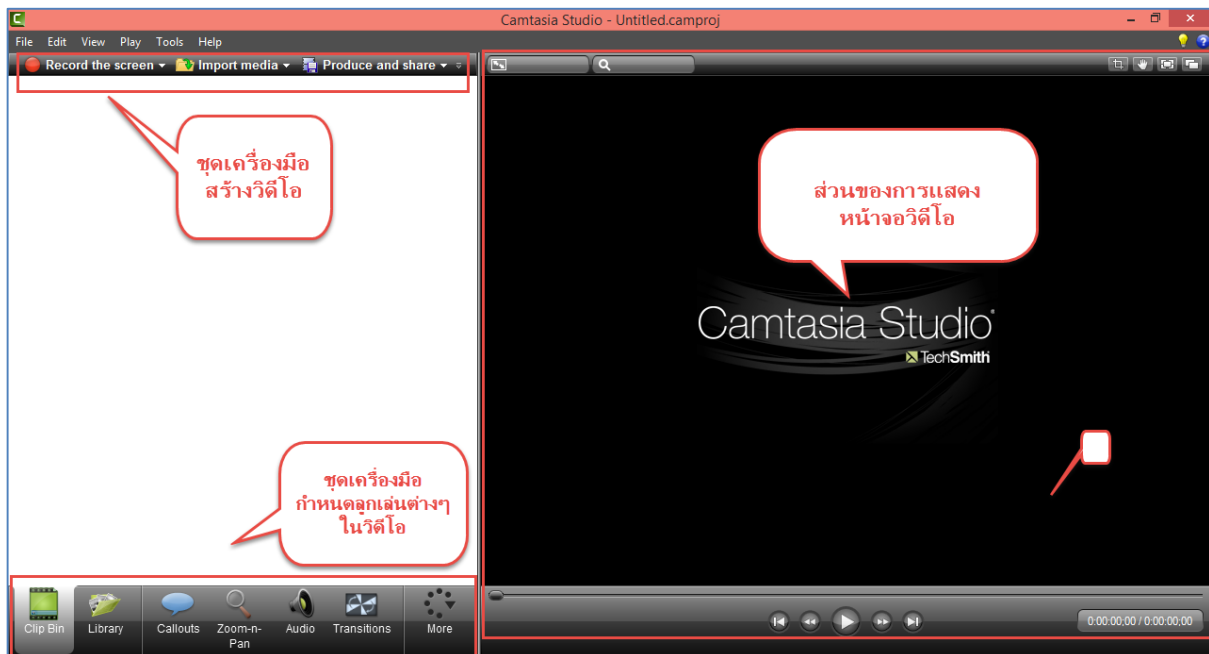 Camtasia Studio - Untitled.camproj
File Edit View Play Tools Help
Record the screen Import media Produce and share
ชุดเครื่องมือ
สร้างวิดีโอ
ส่วนของการแสดง
หน้าจอวิดีโอ
Camtasia Studio®
TechSmith
ชุดเครื่องมือ
กำหนดลูกเล่นต่างๆ
ในวิดีโอ
Clip Bin Library Callouts Zoom-n-Pan Audio Transitions More
0:00:00;00 / 0:00:00;00